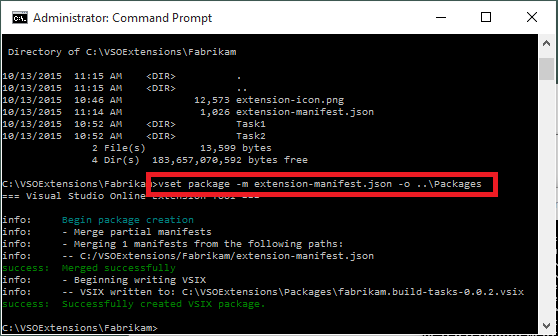 Administrator: Command Prompt
Directory of C:\VSOExtensions\Fabrikam
10/13/2015  11:15 AM    <DIR>          .
10/13/2015  11:15 AM    <DIR>          ..
10/13/2015  10:46 AM            12,573 extension-icon.png
10/13/2015  11:14 AM             1,026 extension-manifest.json
10/13/2015  10:52 AM    <DIR>          Task1
10/13/2015  10:52 AM    <DIR>          Task2
2 File(s)         13,599 bytes
4 Dir(s)  183,657,070,592 bytes free
C:\VSOExtensions\Fabrikam>vset package -m extension-manifest.json -o ..\Packages
=== Visual Studio Online Extension Tool ===
info:    Begin package creation
info:    - Merge partial manifests
info:    - Merging 1 manifests from the following paths:
info:    -- C:/VSOExtensions/Fabrikam/extension-manifest.json
success: Merged successfully
info:    - Beginning writing VSIX
info:    -- VSIX written to: C:\VSOExtensions\Packages\fabrikam.build-tasks-0.0.2.vsix
success: Successfully created VSIX package.
C:\VSOExtensions\Fabrikam>